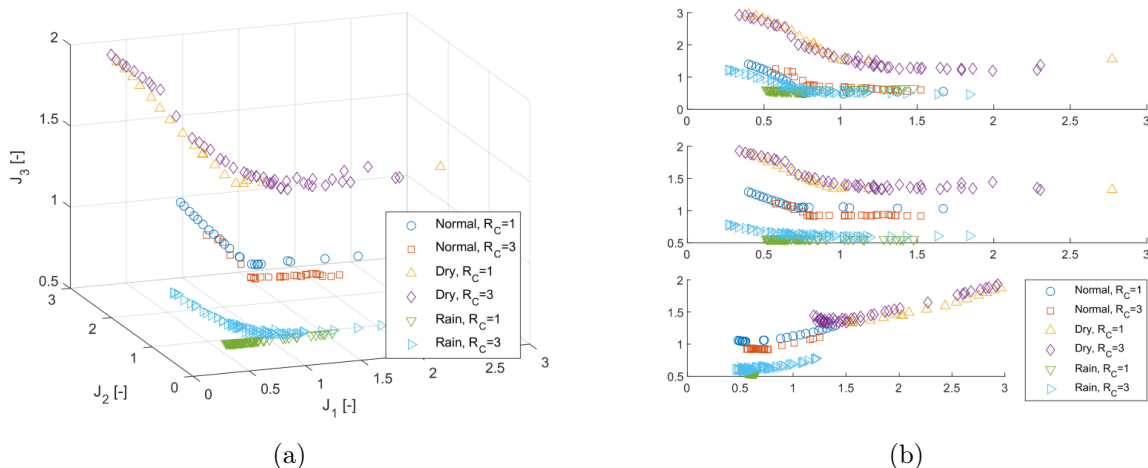 2
1.5
1
0.5
J3 [-]
3
2
1
0
J2 [-]
0
0.5
1
1.5
2
2.5
3
J1 [-]
Normal, RC=1
Normal, RC=3
Dry, RC=1
Dry, RC=3
Rain, RC=1
Rain, RC=3
(a)
3
2
1
0
0 0.5 1 1.5 2 2.5 3
2
1.5
1
0.5
0 0.5 1 1.5 2 2.5 3
2
1.5
1
0.5
0 0.5 1 1.5 2 2.5 3
Normal, RC=1
Normal, RC=3
Dry, RC=1
Dry, RC=3
Rain, RC=1
Rain, RC=3
(b)